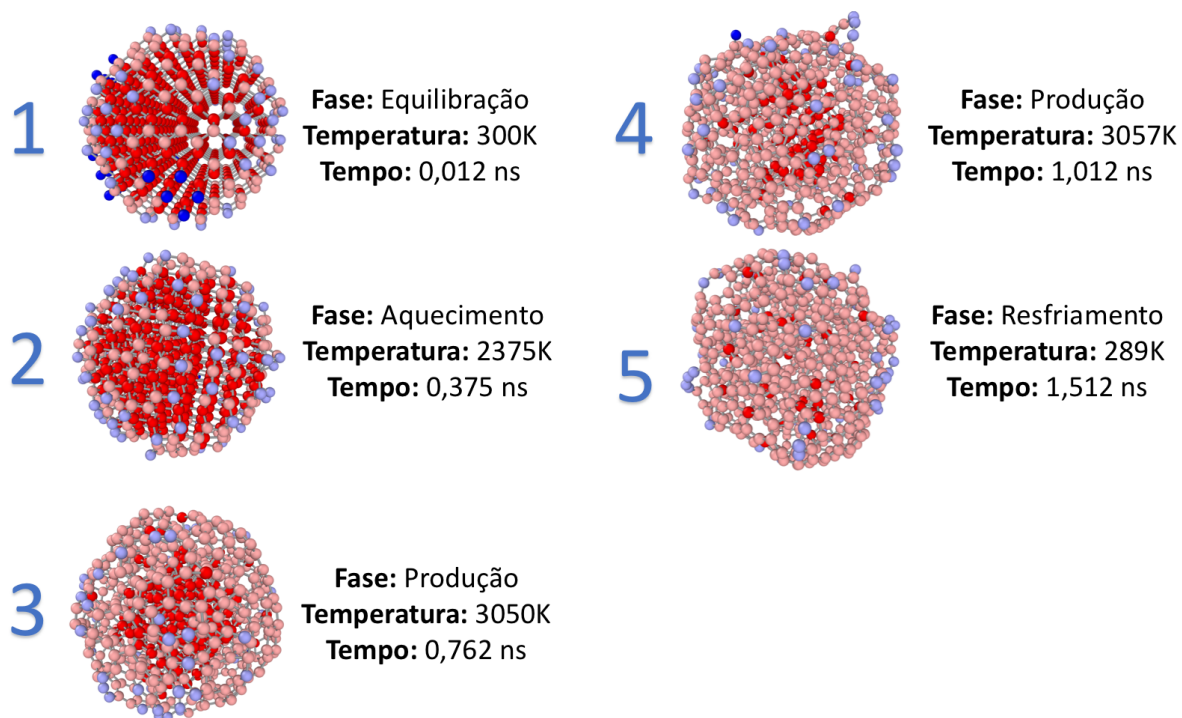 1
Fase: Equilibração
Temperatura: 300K
Tempo: 0,012 ns
2
Fase: Aquecimento
Temperatura: 2375K
Tempo: 0,375 ns
3
Fase: Produção
Temperatura: 3050K
Tempo: 0,762 ns
4
Fase: Produção
Temperatura: 3057K
Tempo: 1,012 ns
5
Fase: Resfriamento
Temperatura: 289K
Tempo: 1,512 ns